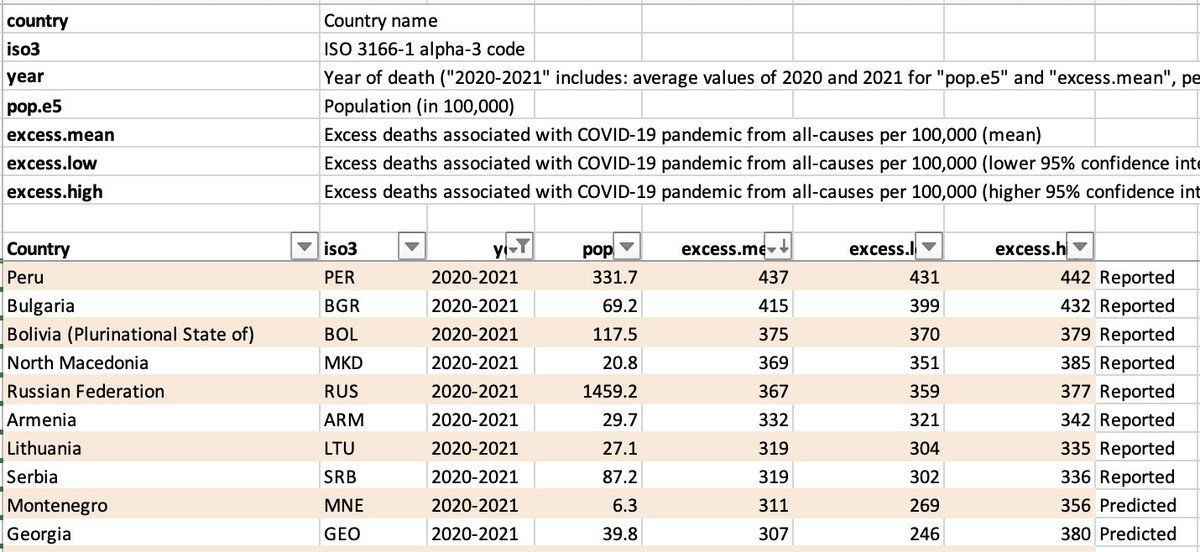 country Country name
iso3 ISO 3166-1 alpha-3 code
year Year of death ("2020-2021" includes: average values of 2020 and 2021 for "pop.e5" and "excess.mean", pe
pop.e5 Population (in 100,000)
excess.mean Excess deaths associated with COVID-19 pandemic from all-causes per 100,000 (mean)
excess.low Excess deaths associated with COVID-19 pandemic from all-causes per 100,000 (lower 95% confidence inte
excess.high Excess deaths associated with COVID-19 pandemic from all-causes per 100,000 (higher 95% confidence int
Country iso3 y pop excess.me excess.l excess.h
Peru PER 2020-2021 331.7 437 431 442 Reported
Bulgaria BGR 2020-2021 69.2 415 399 432 Reported
Bolivia (Plurinational State of) BOL 2020-2021 117.5 375 370 379 Reported
North Macedonia MKD 2020-2021 20.8 369 351 385 Reported
Russian Federation RUS 2020-2021 1459.2 367 359 377 Reported
Armenia ARM 2020-2021 29.7 332 321 342 Reported
Lithuania LTU 2020-2021 27.1 319 304 335 Reported
Serbia SRB 2020-2021 87.2 319 302 336 Reported
Montenegro MNE 2020-2021 6.3 311 269 356 Predicted
Georgia GEO 2020-2021 39.8 307 246 380 Predicted